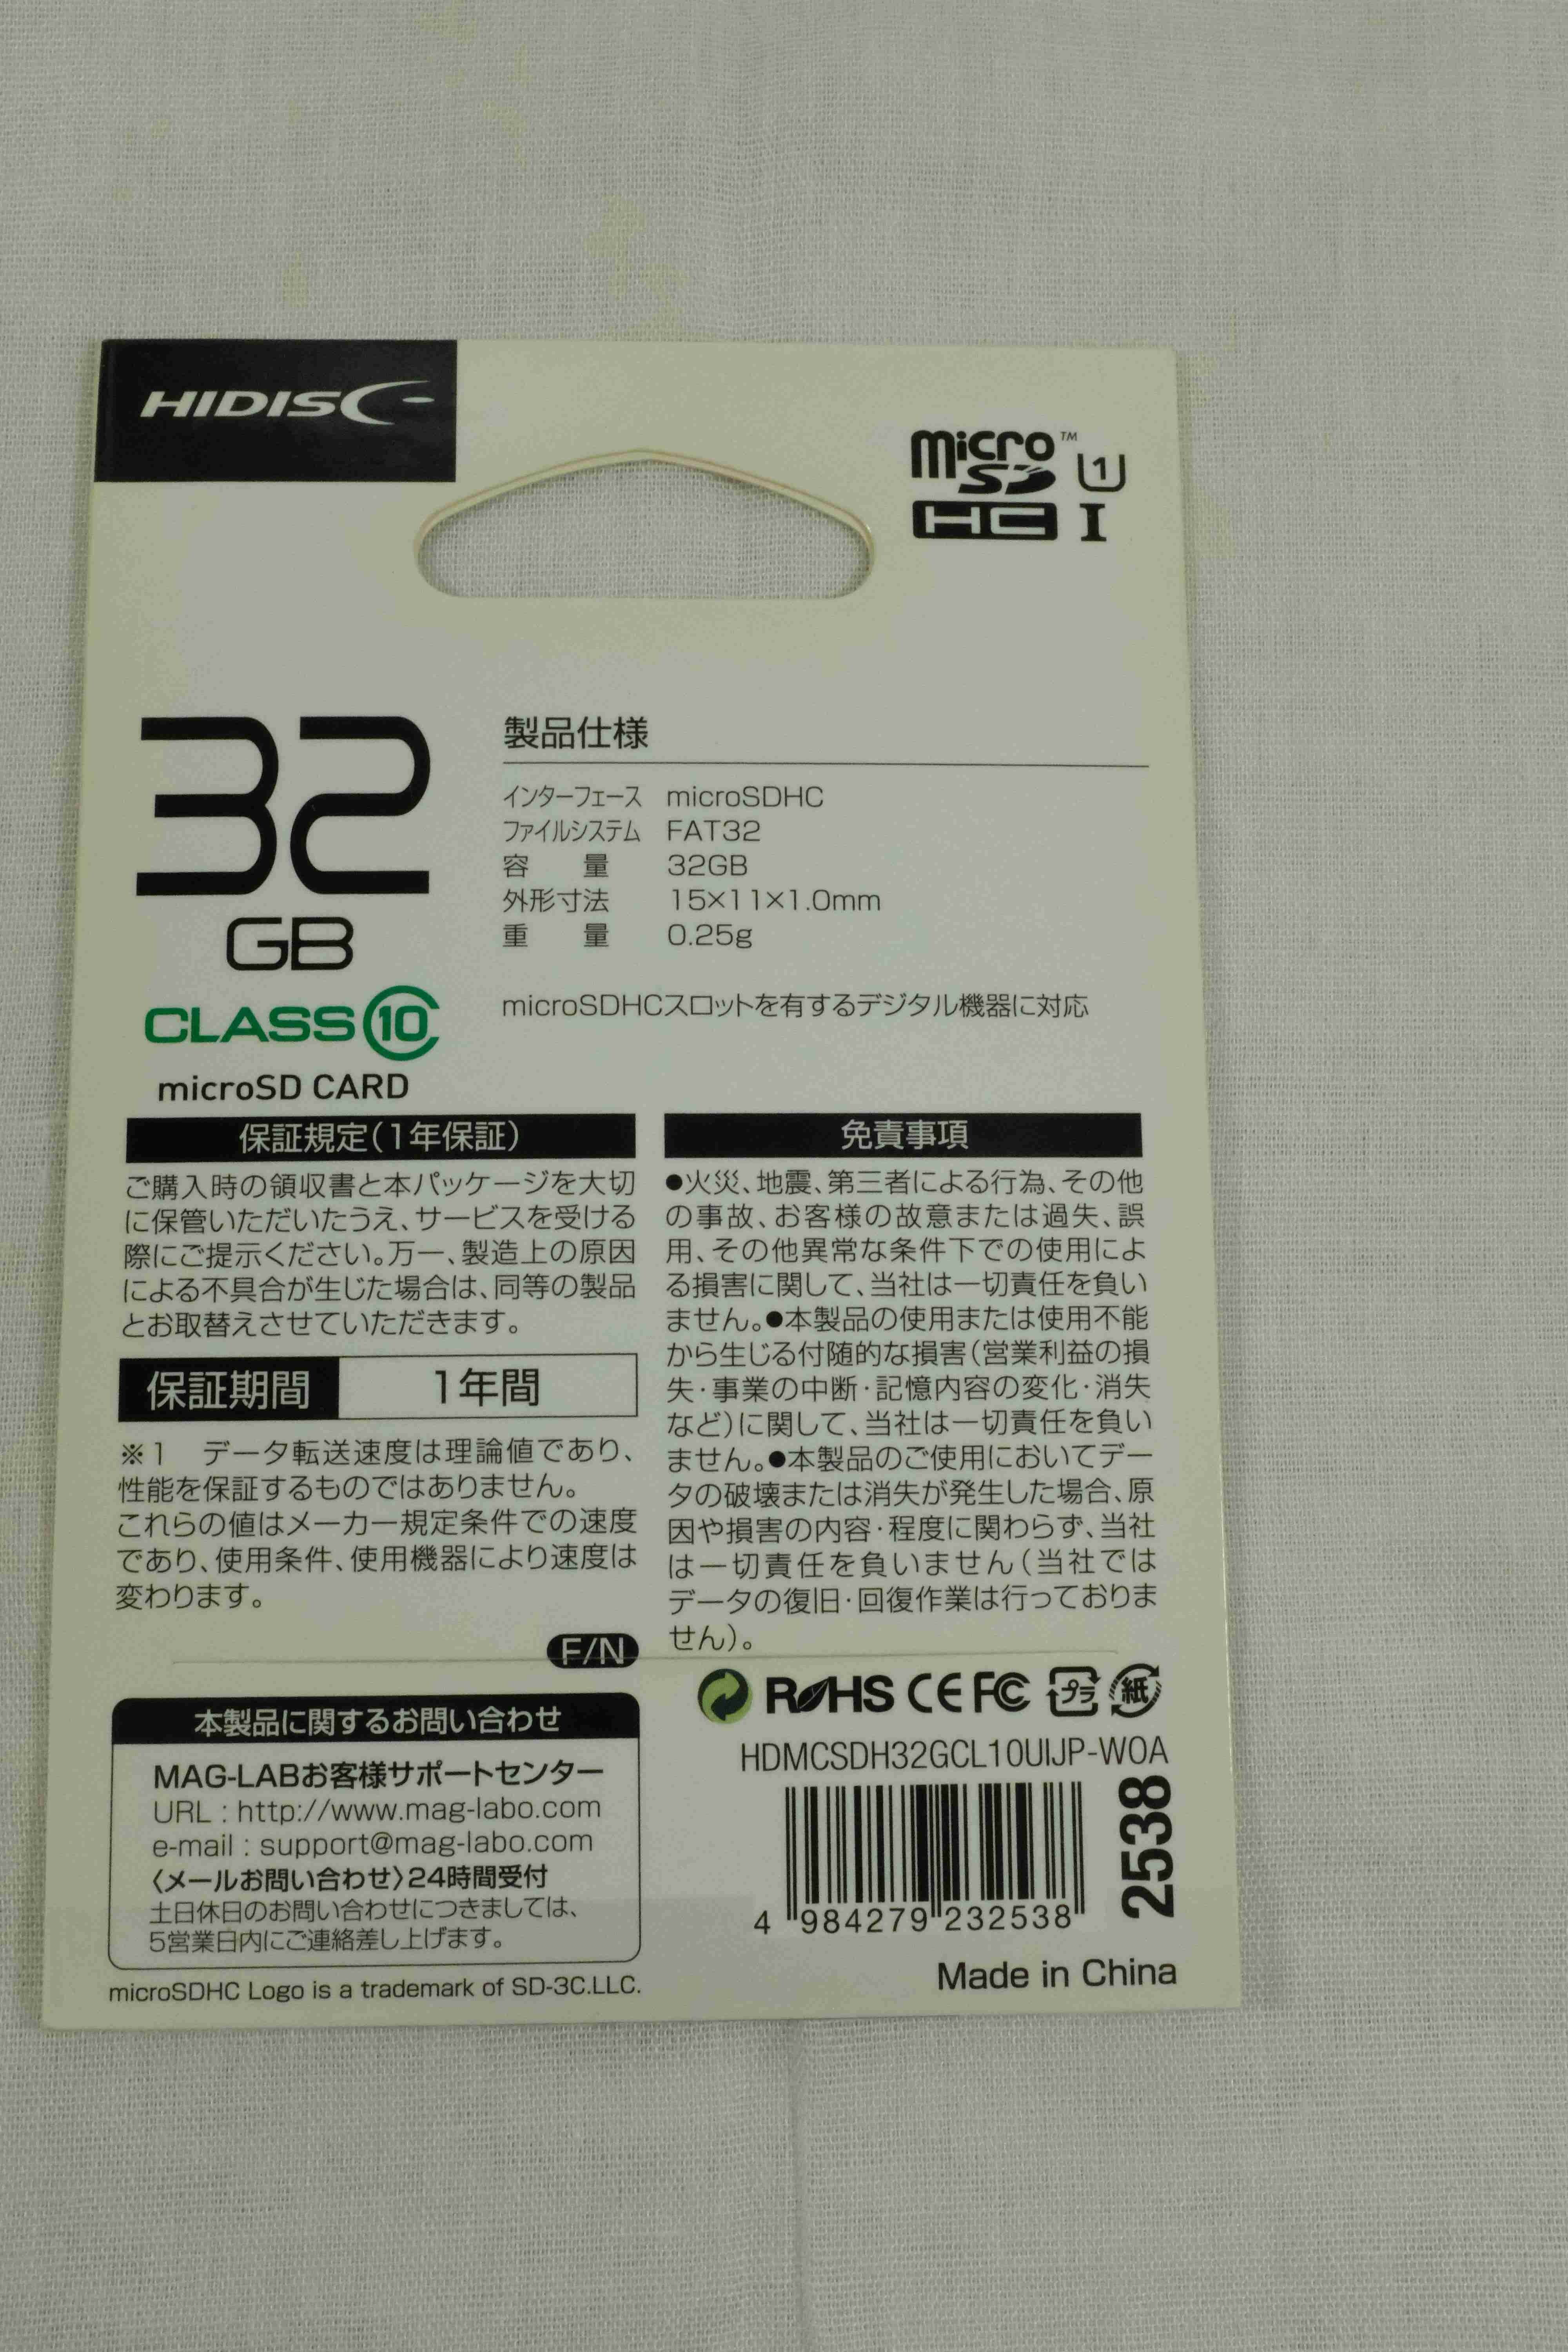 HIDISC
micro™
SD
HC I
1
32
GB
CLASS⑩
microSD CARD
製品仕様
インターフェース microSDHC
ファイルシステム FAT32
容 量 32GB
外形寸法 15×11×1.0mm
重 量 0.25g
microSDHCスロットを有するデジタル機器に対応
保証規定(1年保証)
ご購入時の領収書と本パッケージを大切
に保管いただいたうえ、サービスを受ける
際にご提示ください。万一、製造上の原因
による不具合が生じた場合は、同等の製品
とお取替えさせていただきます。
保証期間 1年間
※1 データ転送速度は理論値であり、
性能を保証するものではありません。
これらの値はメーカー規定条件での速度
であり、使用条件、使用機器により速度は
変わります。
F/N
免責事項
●火災、地震、第三者による行為、その他
の事故、お客様の故意または過失、誤
用、その他異常な条件下での使用によ
る損害に関して、当社は一切責任を負い
ません。●本製品の使用または使用不能
から生じる付随的な損害(営業利益の損
失・事業の中断・記憶内容の変化・消失
など)に関して、当社は一切責任を負い
ません。●本製品のご使用においてデー
タの破壊または消失が発生した場合、原
因や損害の内容・程度に関わらず、当社
は一切責任を負いません(当社では
データの復旧・回復作業は行っておりま
せん)。
本製品に関するお問い合わせ
MAG-LABお客様サポートセンター
URL : http://www.mag-labo.com
e-mail : support@mag-labo.com
〈メールお問い合わせ〉24時間受付
土日休日のお問い合わせにつきましては、
5営業日内にご連絡差し上げます。
microSDHC Logo is a trademark of SD-3C.LLC.
RoHS CE FC プラ 紙
HDMCSDH32GCL10UIJP-WOA
2538
4 984279 232538
Made in China